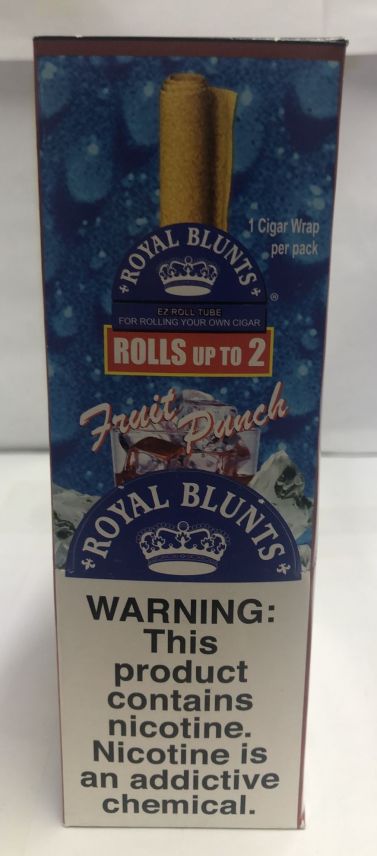 1 Cigar Wrap
per pack
ROYAL BLUNTS
®
EZ ROLL TUBE
FOR ROLLING YOUR OWN CIGAR
ROLLS UP TO 2
Fruit Punch
ROYAL BLUNTS
WARNING:
This
product
contains
nicotine.
Nicotine is
an addictive
chemical.